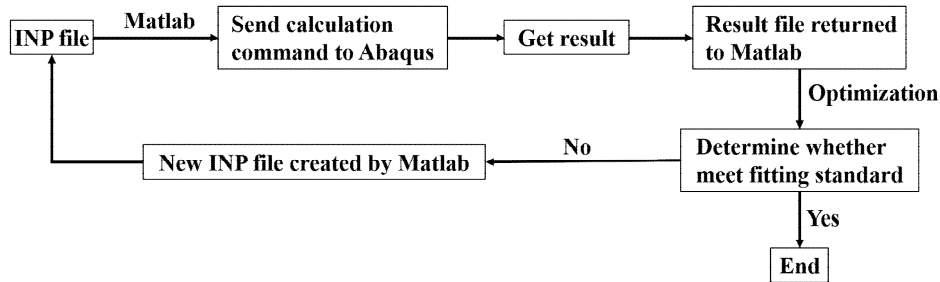 INP file
Matlab
Send calculation
command to Abaqus
Get result
Result file returned
to Matlab
Optimization
Determine whether
meet fitting standard
No
New INP file created by Matlab
Yes
End